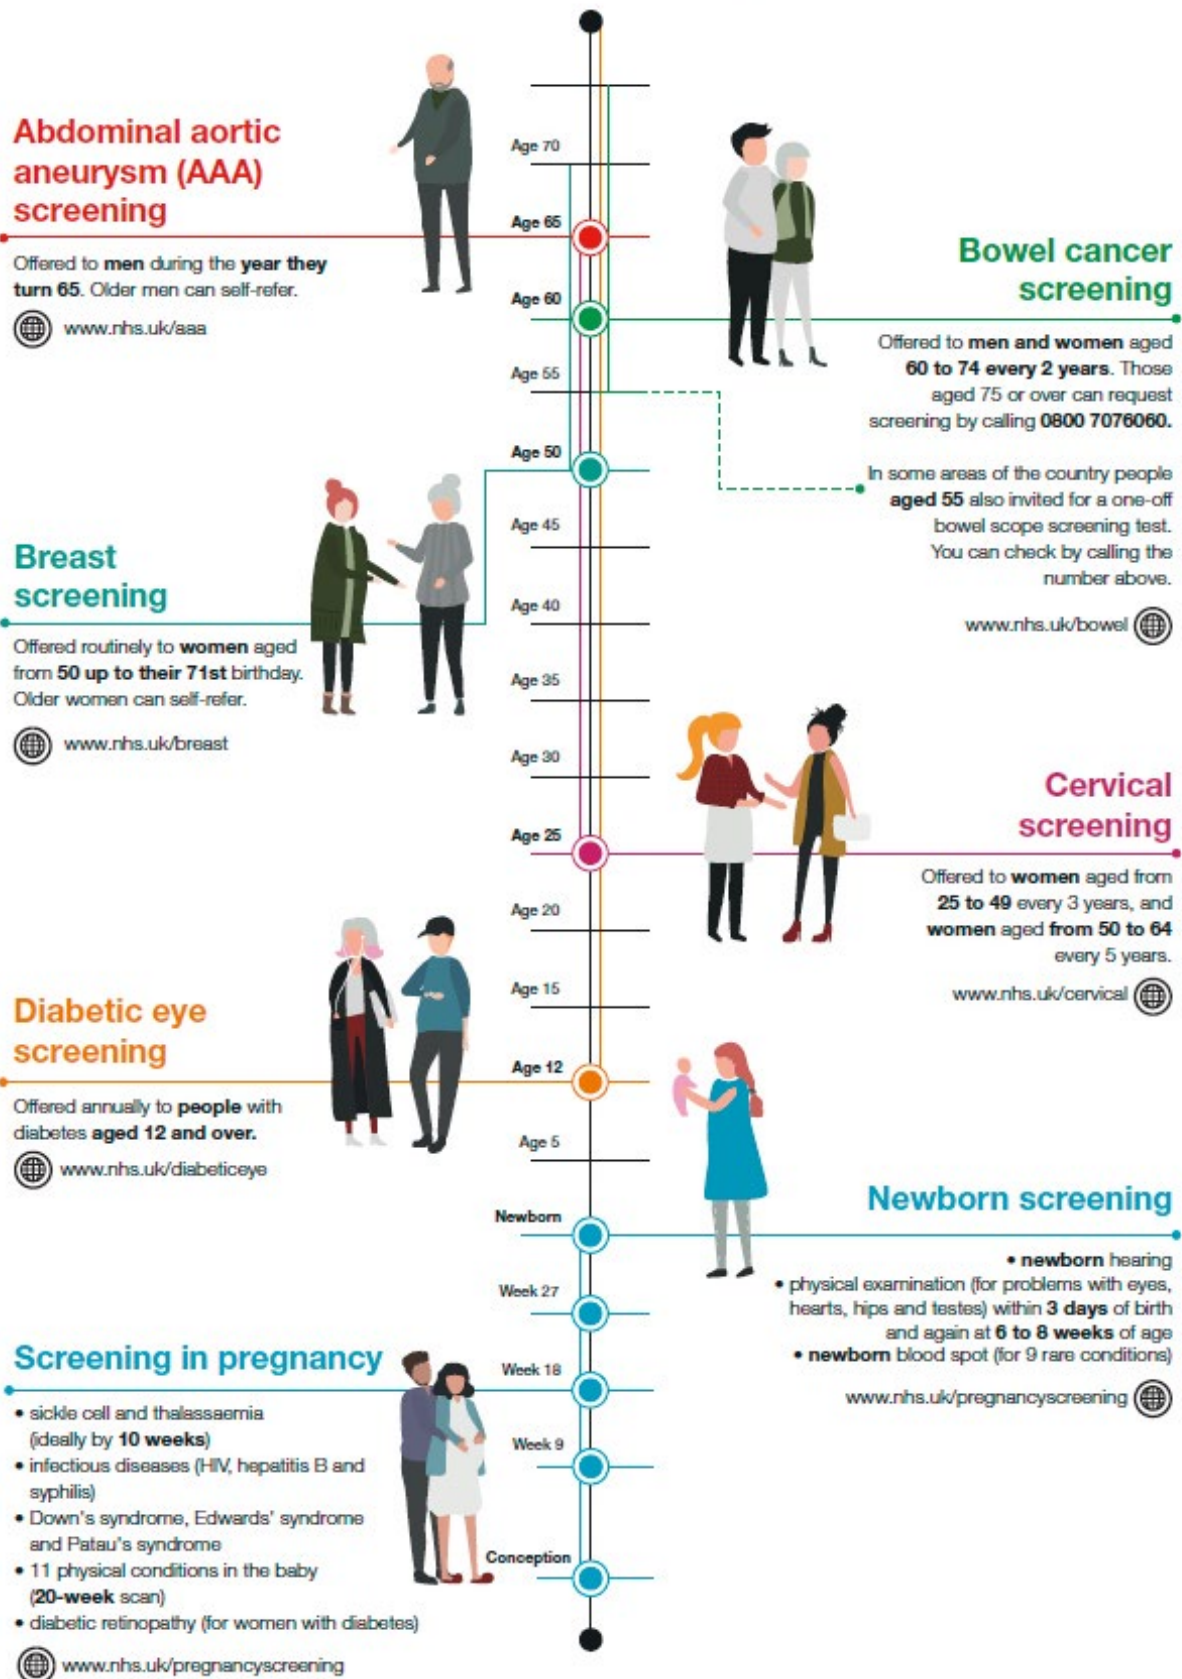 Abdominal aortic
aneurysm (AAA)
screening
Offered to men during the year they
turn 65. Older men can self-refer.
www.nhs.uk/aaa
Breast
screening
Offered routinely to women aged
from 50 up to their 71st birthday.
Older women can self-refer.
www.nhs.uk/breast
Diabetic eye
screening
Offered annually to people with
diabetes aged 12 and over.
www.nhs.uk/diabeticeye
Screening in pregnancy
• sickle cell and thalassaemia
(ideally by 10 weeks)
• infectious diseases (HIV, hepatitis B and
syphilis)
• Down's syndrome, Edwards' syndrome
and Patau's syndrome
• 11 physical conditions in the baby
(20-week scan)
• diabetic retinopathy (for women with diabetes)
www.nhs.uk/pregnancyscreening
Age 70
Age 65
Age 60
Age 55
Age 50
Age 45
Age 40
Age 35
Age 30
Age 25
Age 20
Age 15
Age 12
Age 5
Newborn
Week 27
Week 18
Week 9
Conception
Bowel cancer
screening
Offered to men and women aged
60 to 74 every 2 years. Those
aged 75 or over can request
screening by calling 0800 7076060.
In some areas of the country people
aged 55 also invited for a one-off
bowel scope screening test.
You can check by calling the
number above.
www.nhs.uk/bowel
Cervical
screening
Offered to women aged from
25 to 49 every 3 years, and
women aged from 50 to 64
every 5 years.
www.nhs.uk/cervical
Newborn screening
• newborn hearing
• physical examination (for problems with eyes,
hearts, hips and testes) within 3 days of birth
and again at 6 to 8 weeks of age
• newborn blood spot (for 9 rare conditions)
www.nhs.uk/pregnancyscreening